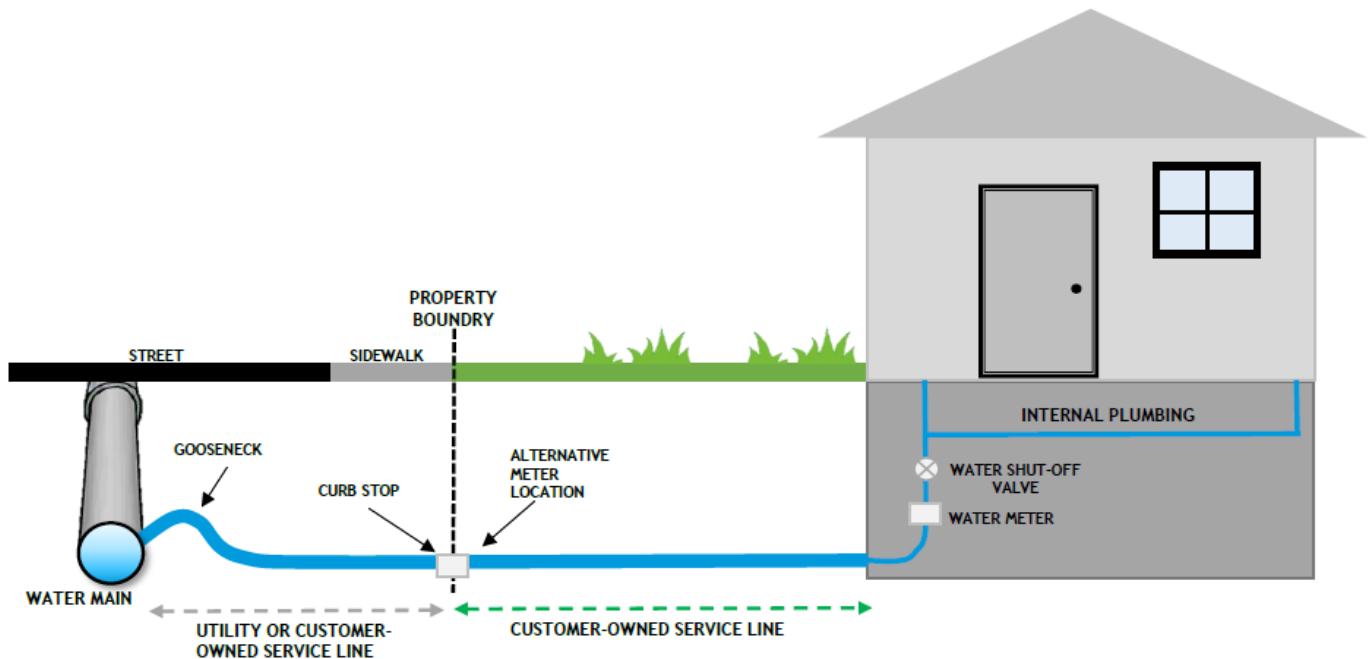 PROPERTY
BOUNDRY
STREET
SIDEWALK
GOOSENECK
CURB STOP
ALTERNATIVE
METER
LOCATION
INTERNAL PLUMBING
WATER SHUT-OFF
VALVE
WATER METER
WATER MAIN
UTILITY OR CUSTOMER-
OWNED SERVICE LINE
CUSTOMER-OWNED SERVICE LINE